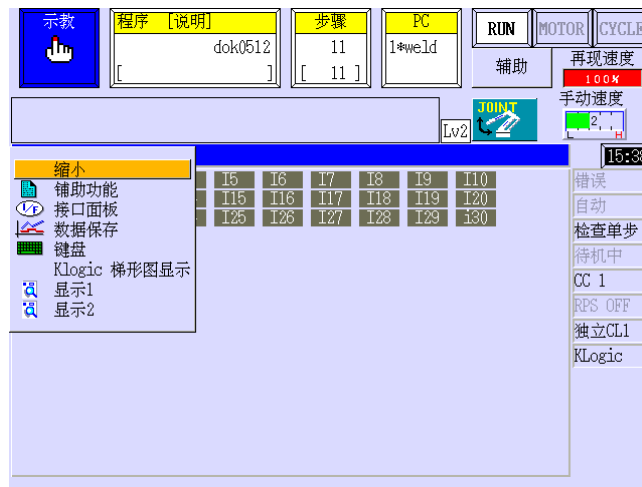 示教
程序 [说明]
步骤
PC
RUN
MOTOR
CYCLE
dok0512
11
1*weld
辅助
再现速度
[ ]
[ 11 ]
100%
手动速度
JOINT
Lv2
2
L H
15:38
缩小
辅助功能
接口面板
数据保存
键盘
Klogic 梯形图显示
显示1
显示2
I/F
I5 I6 I7 I8 I9 I10
I15 I16 I17 I18 I19 I20
I25 I26 I27 I28 I29 i30
错误
自动
检查单步
待机中
CC 1
RPS OFF
独立CL1
KLogic